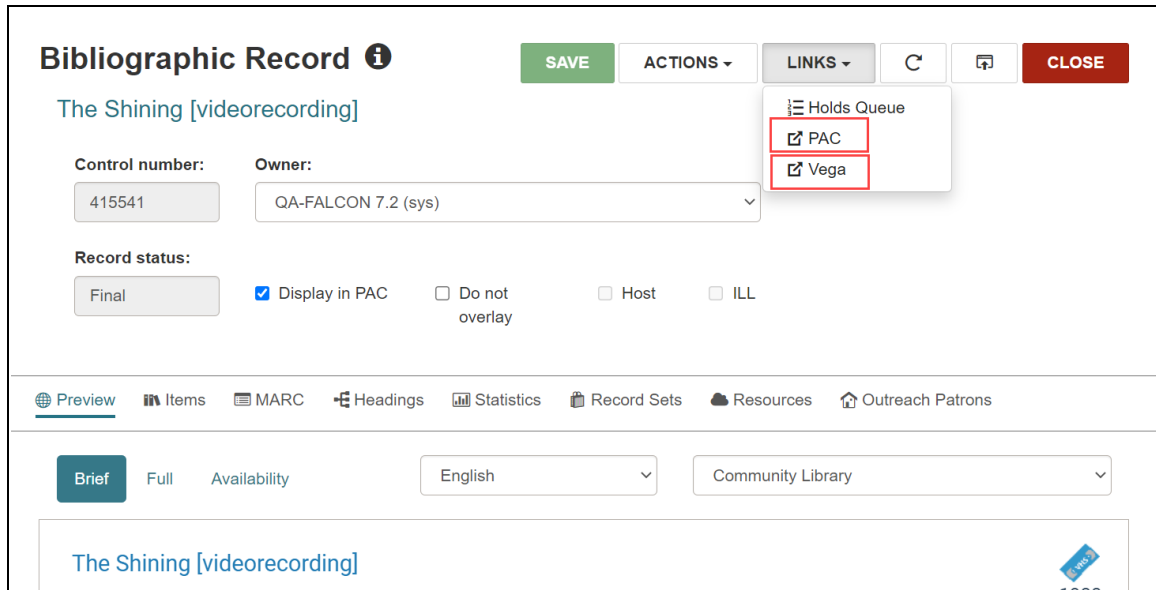 Bibliographic Record
SAVE
ACTIONS
LINKS
CLOSE
The Shining [videorecording]
Holds Queue
PAC
Vega
Control number:
Owner:
415541
QA-FALCON 7.2 (sys)
Record status:
Final
Display in PAC
Do not
overlay
Host
ILL
Preview
Items
MARC
Headings
Statistics
Record Sets
Resources
Outreach Patrons
Brief
Full
Availability
English
Community Library
The Shining [videorecording]
VHS